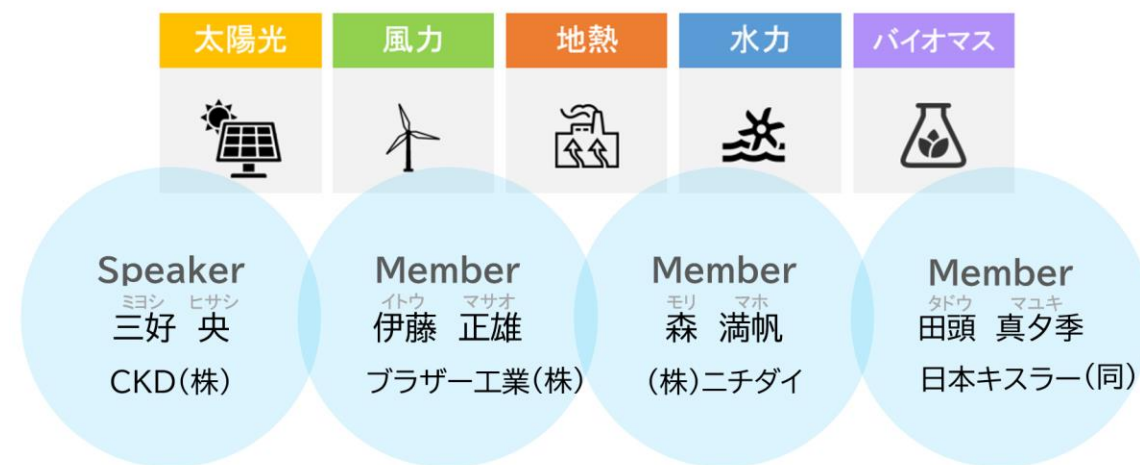 太陽光 風力 地熱 水力 バイオマス
Speaker Member Member Member
ミヨシ ヒサシ イトウ マサオ モリ マホ タドウ マユキ
三好 央 伊藤 正雄 森 満帆 田頭 真夕季
CKD(株) ブラザー工業(株) (株)ニチダイ 日本キスラー(同)